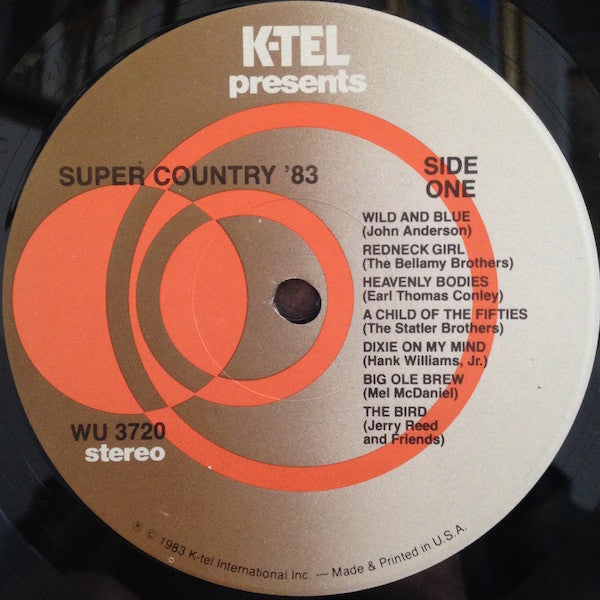 K-TEL
presents
SUPER COUNTRY '83
SIDE
ONE
WILD AND BLUE
(John Anderson)
REDNECK GIRL
(The Bellamy Brothers)
HEAVENLY BODIES
(Earl Thomas Conley)
A CHILD OF THE FIFTIES
(The Statler Brothers)
DIXIE ON MY MIND
(Hank Williams, Jr.)
BIG OLE BREW
(Mel McDaniel)
THE BIRD
(Jerry Reed
and Friends)
WU 3720
stereo
℗ © 1983 K-tel International Inc. — Made & Printed in U.S.A.